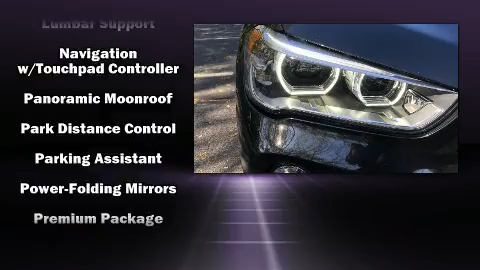 Lumbar Support
Navigation
w/Touchpad Controller
Panoramic Moonroof
Park Distance Control
Parking Assistant
Power-Folding Mirrors
Premium Package